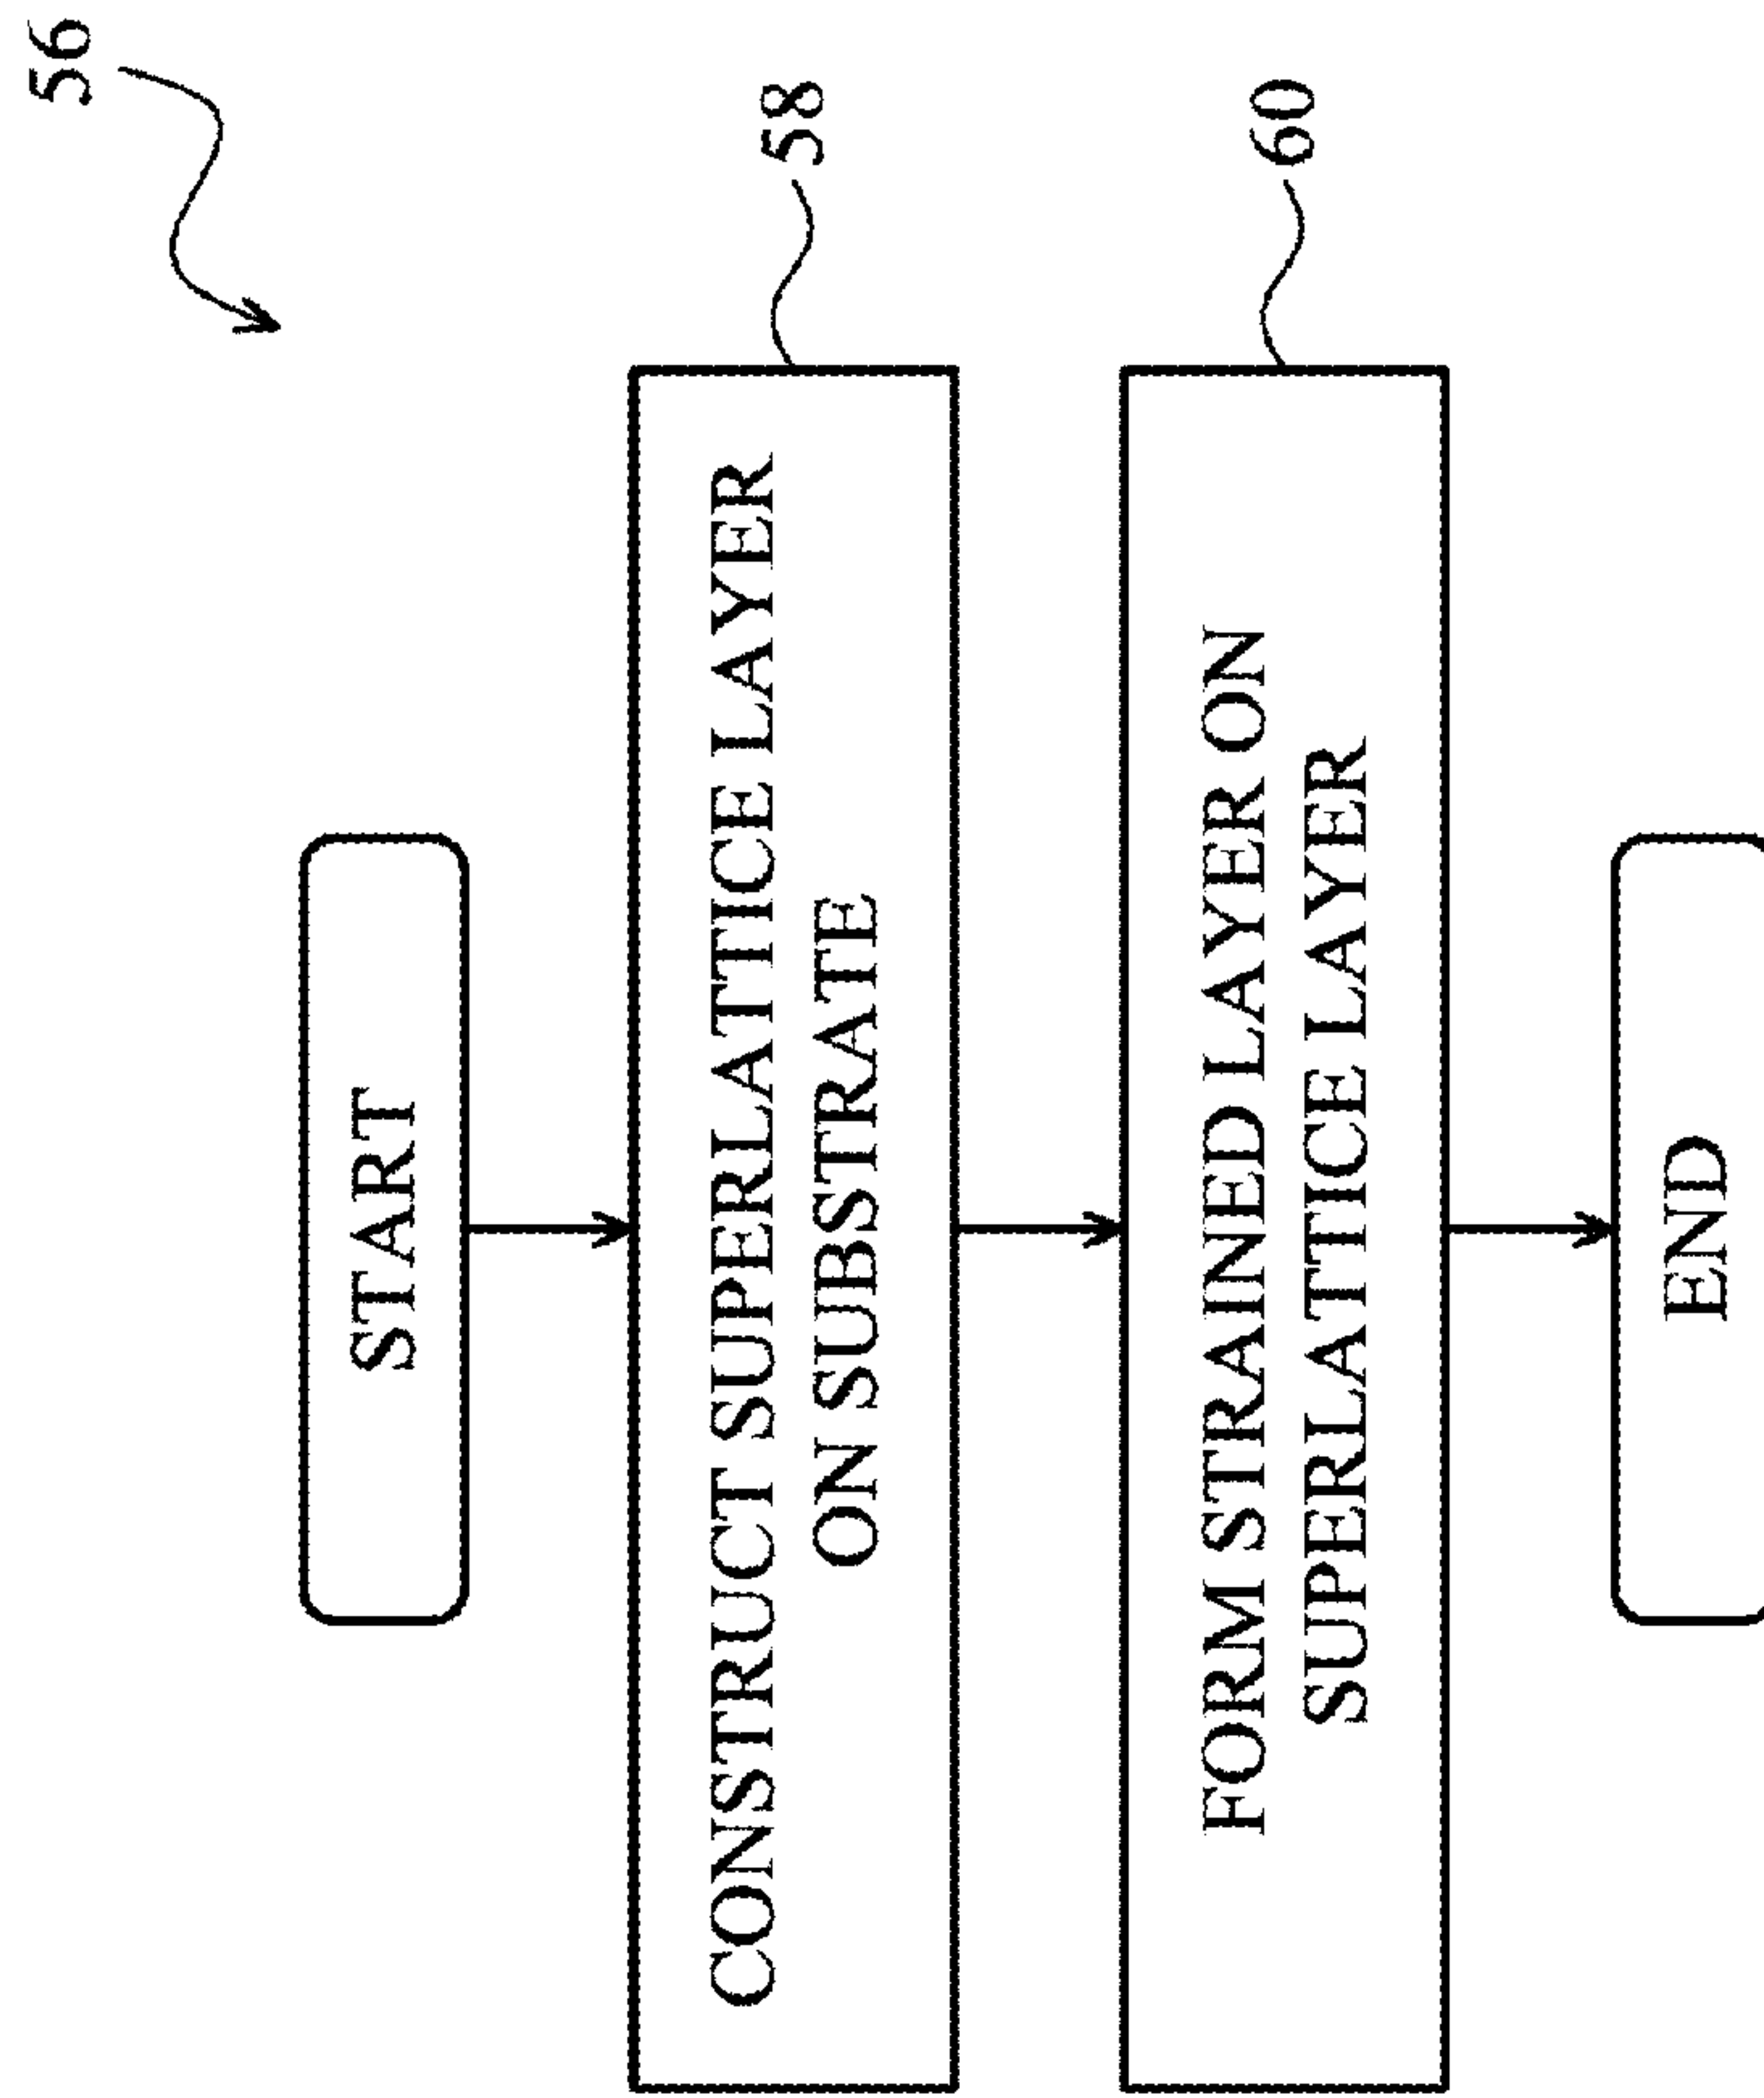 56
START
CONSTRUCT SUPERLATTICE LAYER
ON SUBSTRATE
58
FORM STRAINED LAYER ON
SUPERLATTICE LAYER
60
END